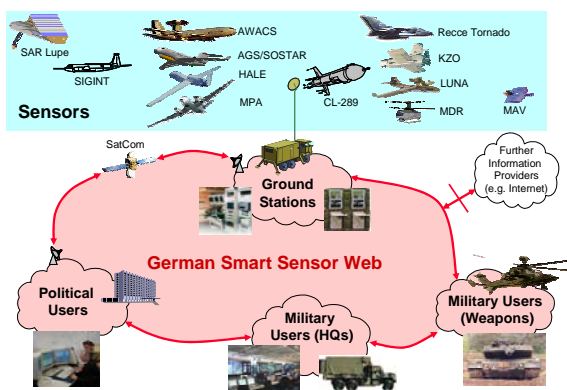 AWACS
Recce Tornado
SAR Lupe
AGS/SOSTAR
KZO
SIGINT
HALE
LUNA
CL-289
Sensors
MPA
MDR
MAV
SatCom
Further
Information
Providers
(e.g. Internet)
Ground
Stations
German Smart Sensor Web
Political
Users
Military
Users (HQs)
Military Users
(Weapons)